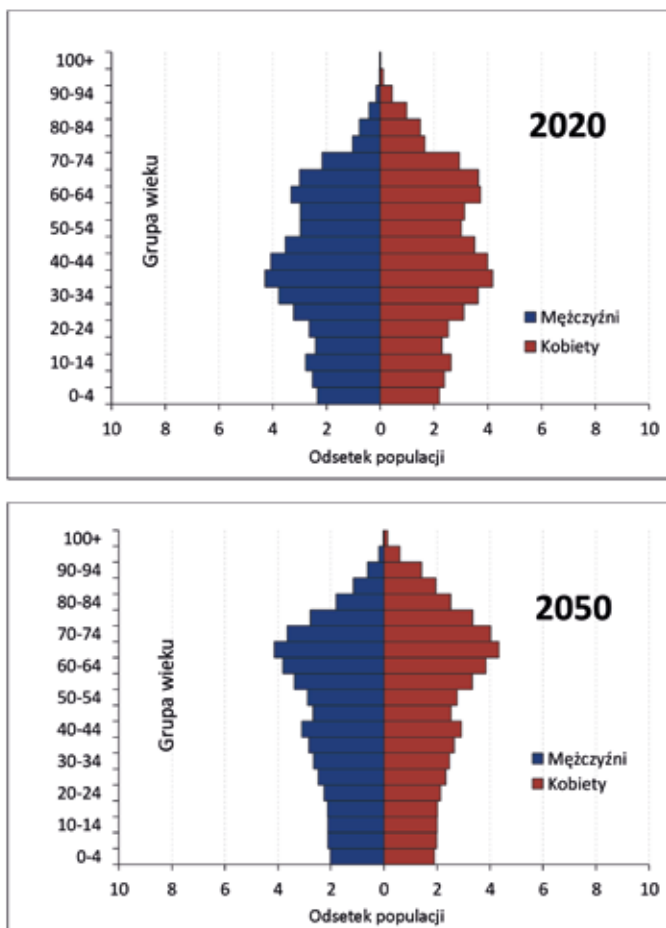 100+
90-94
80-84
70-74
60-64
50-54
40-44
30-34
20-24
10-14
0-4
Grupa wieku
2020
Mężczyźni
Kobiety
10 8 6 4 2 0 2 4 6 8 10
Odsetek populacji
100+
90-94
80-84
70-74
60-64
50-54
40-44
30-34
20-24
10-14
0-4
Grupa wieku
2050
Mężczyźni
Kobiety
10 8 6 4 2 0 2 4 6 8 10
Odsetek populacji